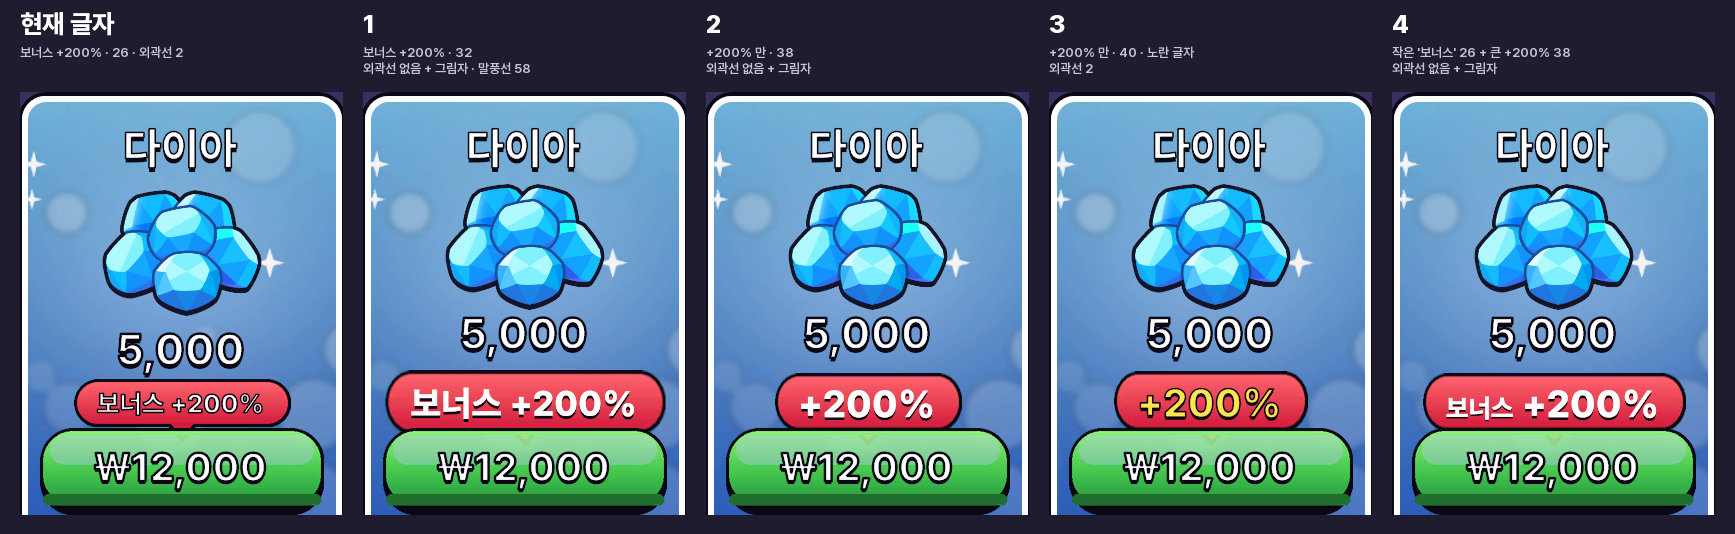 현재 글자
보너스 +200% · 26 · 외곽선 2
다이아
5,000
보너스 +200%
₩12,000
1
보너스 +200% · 32
외곽선 없음 + 그림자 · 말풍선 58
다이아
5,000
보너스 +200%
₩12,000
2
+200% 만 · 38
외곽선 없음 + 그림자
다이아
5,000
+200%
₩12,000
3
+200% 만 · 40 · 노란 글자
외곽선 2
다이아
5,000
+200%
₩12,000
4
작은 '보너스' 26 + 큰 +200% 38
외곽선 없음 + 그림자
다이아
5,000
보너스 +200%
₩12,000